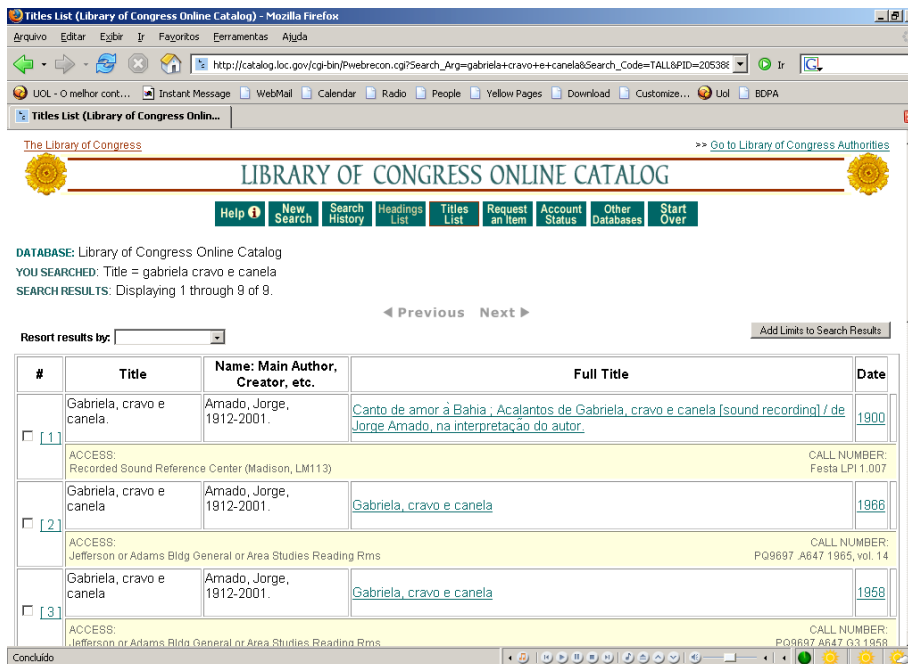 Titles List (Library of Congress Online Catalog) - Mozilla Firefox
Arquivo Editar Exibir Ir Favoritos Ferramentas Ajuda
http://catalog.loc.gov/cgi-bin/Pwebrecon.cgi?Search_Arg=gabriela+cravo+e+canela&Search_Code=TALL&PID=20538 Ir
UOL - O melhor cont... Instant Message WebMail Calendar Radio People Yellow Pages Download Customize... Uol BDPA
Titles List (Library of Congress Onlin...
The Library of Congress >> Go to Library of Congress Authorities
LIBRARY OF CONGRESS ONLINE CATALOG
Help New Search Search History Headings List Titles List Request an Item Account Status Other Databases Start Over
DATABASE: Library of Congress Online Catalog
YOU SEARCHED: Title = gabriela cravo e canela
SEARCH RESULTS: Displaying 1 through 9 of 9.
Previous Next
Resort results by: Add Limits to Search Results
# Title Name: Main Author, Creator, etc. Full Title Date
[ 1 ] Gabriela, cravo e canela. Amado, Jorge, 1912-2001. Canto de amor à Bahia ; Acalantos de Gabriela, cravo e canela [sound recording] / de Jorge Amado, na interpretação do autor. 1900
ACCESS: CALL NUMBER:
Recorded Sound Reference Center (Madison, LM113) Festa LPI 1.007
[ 2 ] Gabriela, cravo e canela Amado, Jorge, 1912-2001. Gabriela, cravo e canela 1966
ACCESS: CALL NUMBER:
Jefferson or Adams Bldg General or Area Studies Reading Rms PQ9697 .A647 1965, vol. 14
[ 3 ] Gabriela, cravo e canela Amado, Jorge, 1912-2001. Gabriela, cravo e canela 1958
ACCESS: CALL NUMBER:
Jefferson or Adams Bldg General or Area Studies Reading Rms PQ9697.A647 G3 1958
Concluído